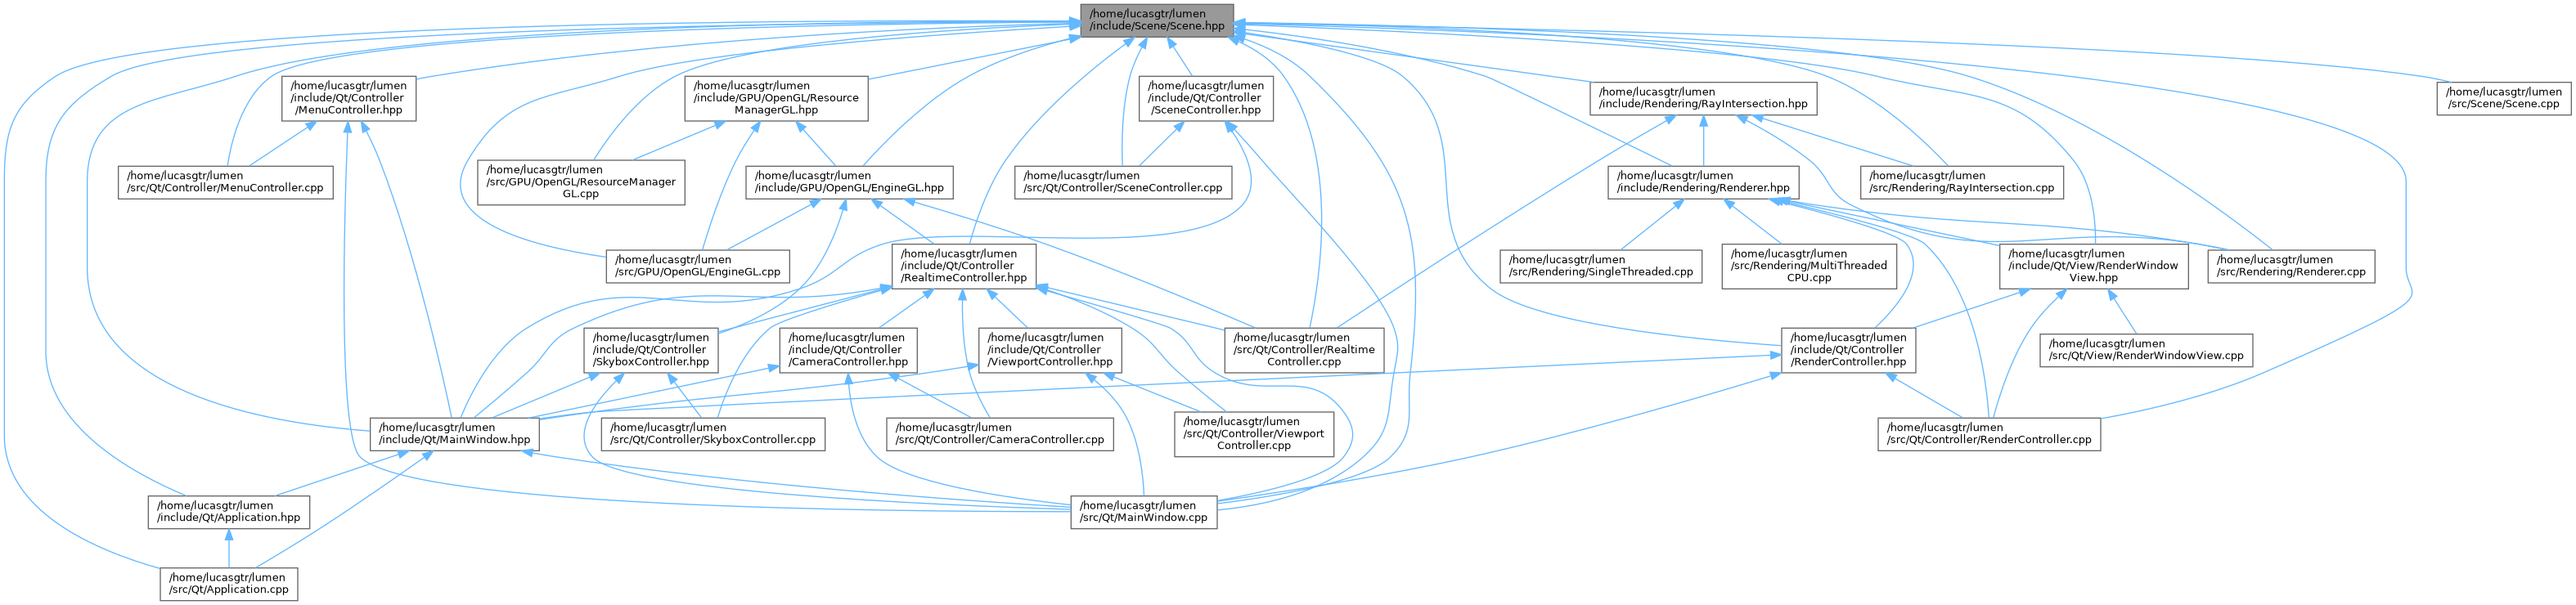 /home/lucasgtr/lumen
/include/Scene/Scene.hpp
/home/lucasgtr/lumen
/include/Qt/Controller
/MenuController.hpp
/home/lucasgtr/lumen
/include/GPU/OpenGL/Resource
ManagerGL.hpp
/home/lucasgtr/lumen
/include/Qt/Controller
/SceneController.hpp
/home/lucasgtr/lumen
/include/Rendering/RayIntersection.hpp
/home/lucasgtr/lumen
/src/Scene/Scene.cpp
/home/lucasgtr/lumen
/src/Qt/Controller/MenuController.cpp
/home/lucasgtr/lumen
/src/GPU/OpenGL/ResourceManager
GL.cpp
/home/lucasgtr/lumen
/include/GPU/OpenGL/EngineGL.hpp
/home/lucasgtr/lumen
/src/Qt/Controller/SceneController.cpp
/home/lucasgtr/lumen
/include/Rendering/Renderer.hpp
/home/lucasgtr/lumen
/src/Rendering/RayIntersection.cpp
/home/lucasgtr/lumen
/src/GPU/OpenGL/EngineGL.cpp
/home/lucasgtr/lumen
/include/Qt/Controller
/RealtimeController.hpp
/home/lucasgtr/lumen
/src/Rendering/SingleThreaded.cpp
/home/lucasgtr/lumen
/src/Rendering/MultiThreaded
CPU.cpp
/home/lucasgtr/lumen
/include/Qt/View/RenderWindow
View.hpp
/home/lucasgtr/lumen
/src/Rendering/Renderer.cpp
/home/lucasgtr/lumen
/include/Qt/Controller
/SkyboxController.hpp
/home/lucasgtr/lumen
/include/Qt/Controller
/CameraController.hpp
/home/lucasgtr/lumen
/include/Qt/Controller
/ViewportController.hpp
/home/lucasgtr/lumen
/src/Qt/Controller/Realtime
Controller.cpp
/home/lucasgtr/lumen
/include/Qt/Controller
/RenderController.hpp
/home/lucasgtr/lumen
/src/Qt/View/RenderWindowView.cpp
/home/lucasgtr/lumen
/include/Qt/MainWindow.hpp
/home/lucasgtr/lumen
/src/Qt/Controller/SkyboxController.cpp
/home/lucasgtr/lumen
/src/Qt/Controller/CameraController.cpp
/home/lucasgtr/lumen
/src/Qt/Controller/Viewport
Controller.cpp
/home/lucasgtr/lumen
/src/Qt/Controller/RenderController.cpp
/home/lucasgtr/lumen
/include/Qt/Application.hpp
/home/lucasgtr/lumen
/src/Qt/MainWindow.cpp
/home/lucasgtr/lumen
/src/Qt/Application.cpp